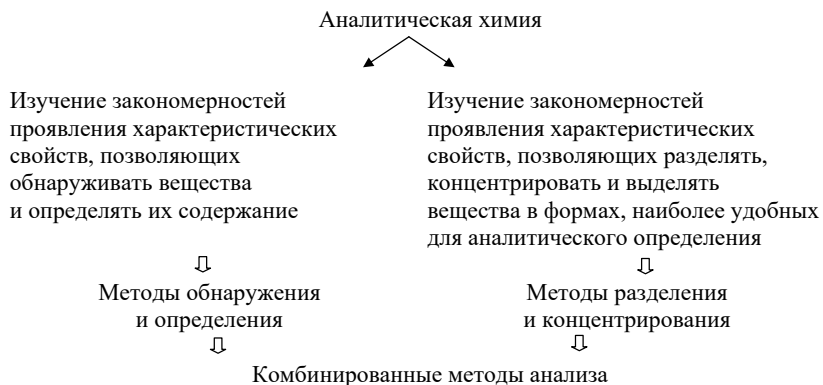 Аналитическая химия
Изучение закономерностей
проявления характеристических
свойств, позволяющих
обнаруживать вещества
и определять их содержание
Изучение закономерностей
проявления характеристических
свойств, позволяющих разделять,
концентрировать и выделять
вещества в формах, наиболее удобных
для аналитического определения
Методы обнаружения
и определения
Методы разделения
и концентрирования
Комбинированные методы анализа